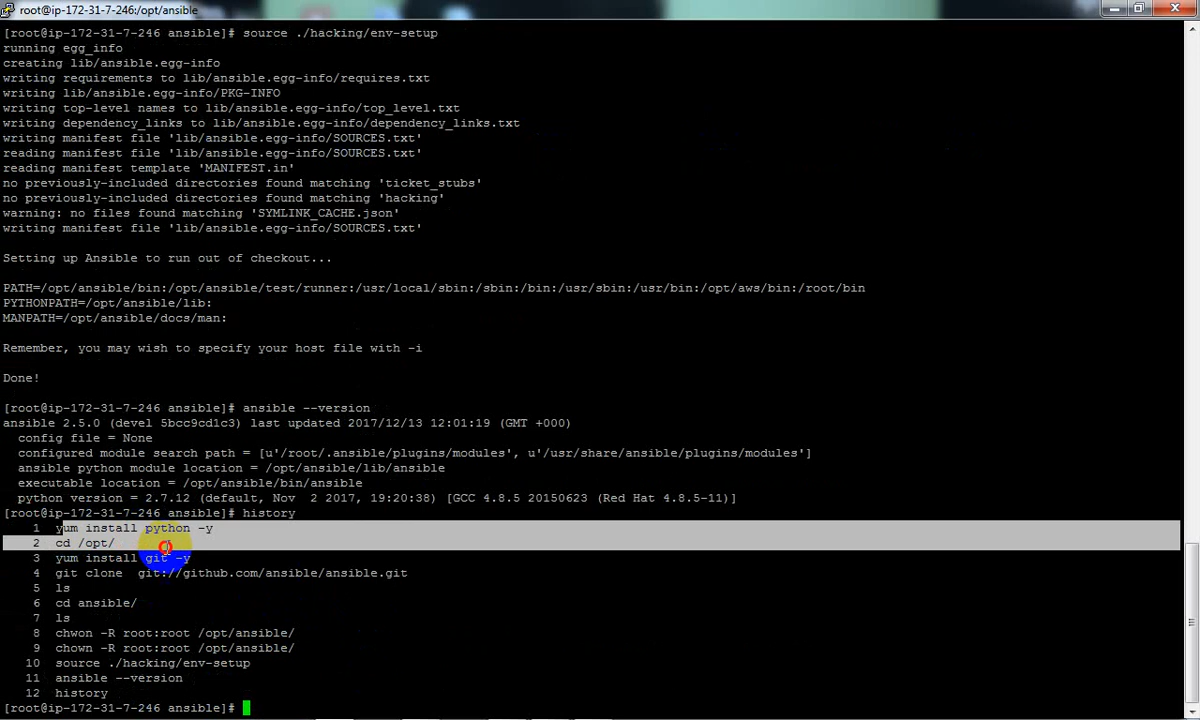 root@ip-172-31-7-246:/opt/ansible
[root@ip-172-31-7-246 ansible]# source ./hacking/env-setup
running egg_info
creating lib/ansible.egg-info
writing requirements to lib/ansible.egg-info/requires.txt
writing lib/ansible.egg-info/PKG-INFO
writing top-level names to lib/ansible.egg-info/top_level.txt
writing dependency_links to lib/ansible.egg-info/dependency_links.txt
writing manifest file 'lib/ansible.egg-info/SOURCES.txt'
reading manifest file 'lib/ansible.egg-info/SOURCES.txt'
reading manifest template 'MANIFEST.in'
no previously-included directories found matching 'ticket_stubs'
no previously-included directories found matching 'hacking'
warning: no files found matching 'SYMLINK_CACHE.json'
writing manifest file 'lib/ansible.egg-info/SOURCES.txt'
Setting up Ansible to run out of checkout...
PATH=/opt/ansible/bin:/opt/ansible/test/runner:/usr/local/sbin:/sbin:/bin:/usr/sbin:/usr/bin:/opt/aws/bin:/root/bin
PYTHONPATH=/opt/ansible/lib:
MANPATH=/opt/ansible/docs/man:
Remember, you may wish to specify your host file with -i
Done!
[root@ip-172-31-7-246 ansible]# ansible --version
ansible 2.5.0 (devel 5bcc9cd1c3) last updated 2017/12/13 12:01:19 (GMT +000)
config file = None
configured module search path = [u'/root/.ansible/plugins/modules', u'/usr/share/ansible/plugins/modules']
ansible python module location = /opt/ansible/lib/ansible
executable location = /opt/ansible/bin/ansible
python version = 2.7.12 (default, Nov  2 2017, 19:20:38) [GCC 4.8.5 20150623 (Red Hat 4.8.5-11)]
[root@ip-172-31-7-246 ansible]# history
1  yum install python -y
2  cd /opt/
3  yum install git -y
4  git clone  git://github.com/ansible/ansible.git
5  ls
6  cd ansible/
7  ls
8  chwon -R root:root /opt/ansible/
9  chown -R root:root /opt/ansible/
10  source ./hacking/env-setup
11  ansible --version
12  history
[root@ip-172-31-7-246 ansible]#